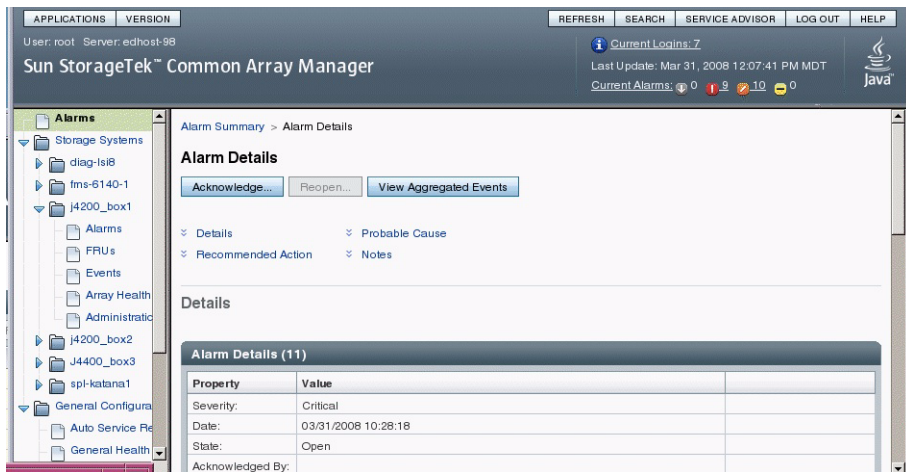 APPLICATIONS VERSION
REFRESH SEARCH SERVICE ADVISOR LOG OUT HELP
User: root Server: edhost-98
Sun StorageTek™ Common Array Manager
Current Logins: 7
Last Update: Mar 31, 2008 12:07:41 PM MDT
Current Alarms: 0 9 10 0
Java
Alarms
Storage Systems
diag-lsi8
fms-6140-1
j4200_box1
Alarms
FRUs
Events
Array Health
Administratio
j4200_box2
J4400_box3
spl-katana1
General Configura
Auto Service Re
General Health
Alarm Summary > Alarm Details
Alarm Details
Acknowledge... Reopen... View Aggregated Events
Details Probable Cause
Recommended Action Notes
Details
Alarm Details (11)
Property Value
Severity: Critical
Date: 03/31/2008 10:28:18
State: Open
Acknowledged By: